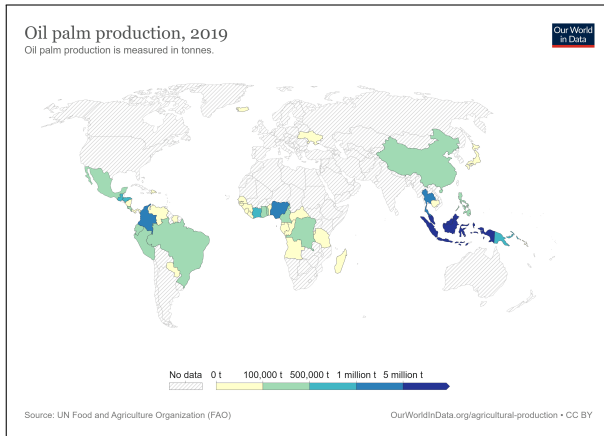 Oil palm production, 2019
Oil palm production is measured in tonnes.
Our World
in Data
No data 0 t 100,000 t 500,000 t 1 million t 5 million t
Source: UN Food and Agriculture Organization (FAO) OurWorldInData.org/agricultural-production • CC BY